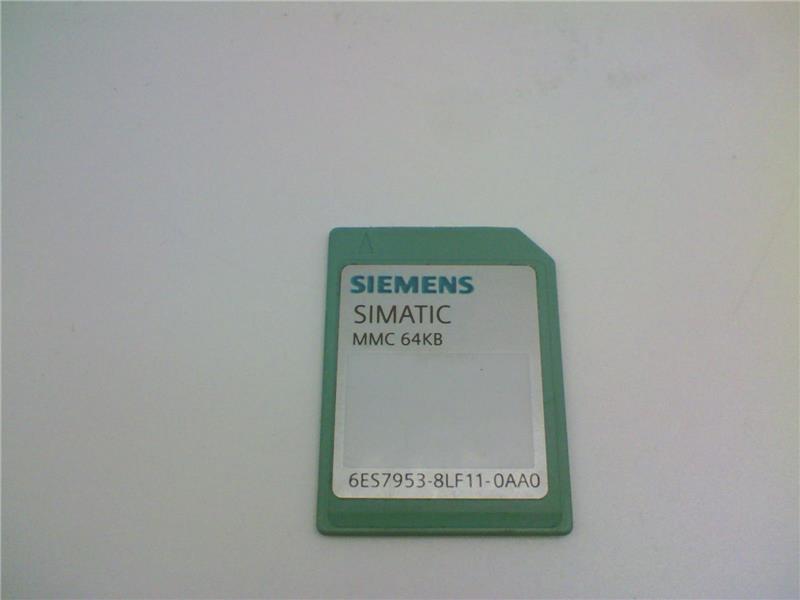 SIEMENS
SIMATIC
MMC 64KB
6ES7953-8LF11-0AA0